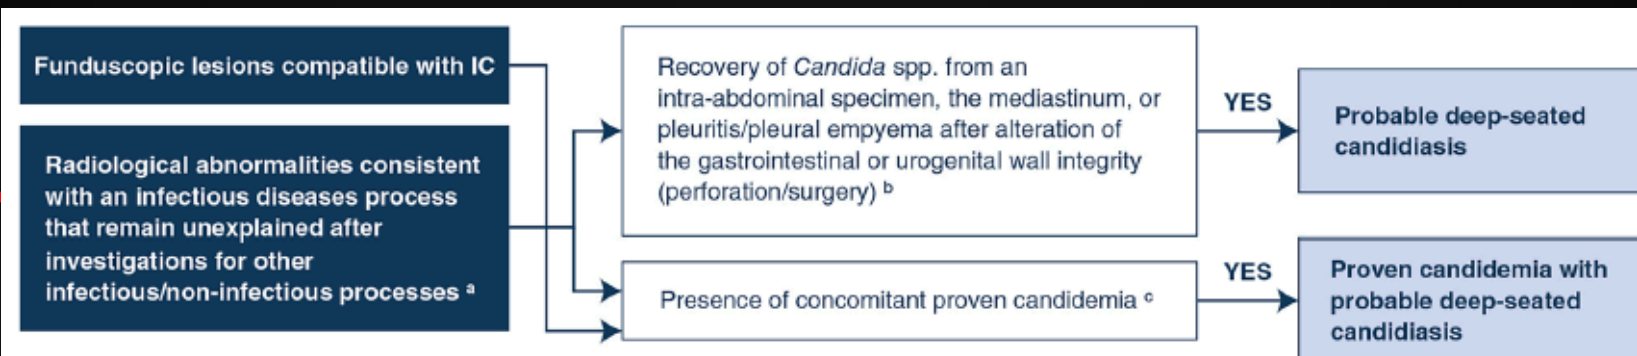 Funduscopic lesions compatible with IC
Radiological abnormalities consistent
with an infectious diseases process
that remain unexplained after
investigations for other
infectious/non-infectious processes ᵃ
Recovery of Candida spp. from an
intra-abdominal specimen, the mediastinum, or
pleuritis/pleural empyema after alteration of
the gastrointestinal or urogenital wall integrity
(perforation/surgery) ᵇ
YES
Probable deep-seated
candidiasis
Presence of concomitant proven candidemia ᶜ
YES
Proven candidemia with
probable deep-seated
candidiasis